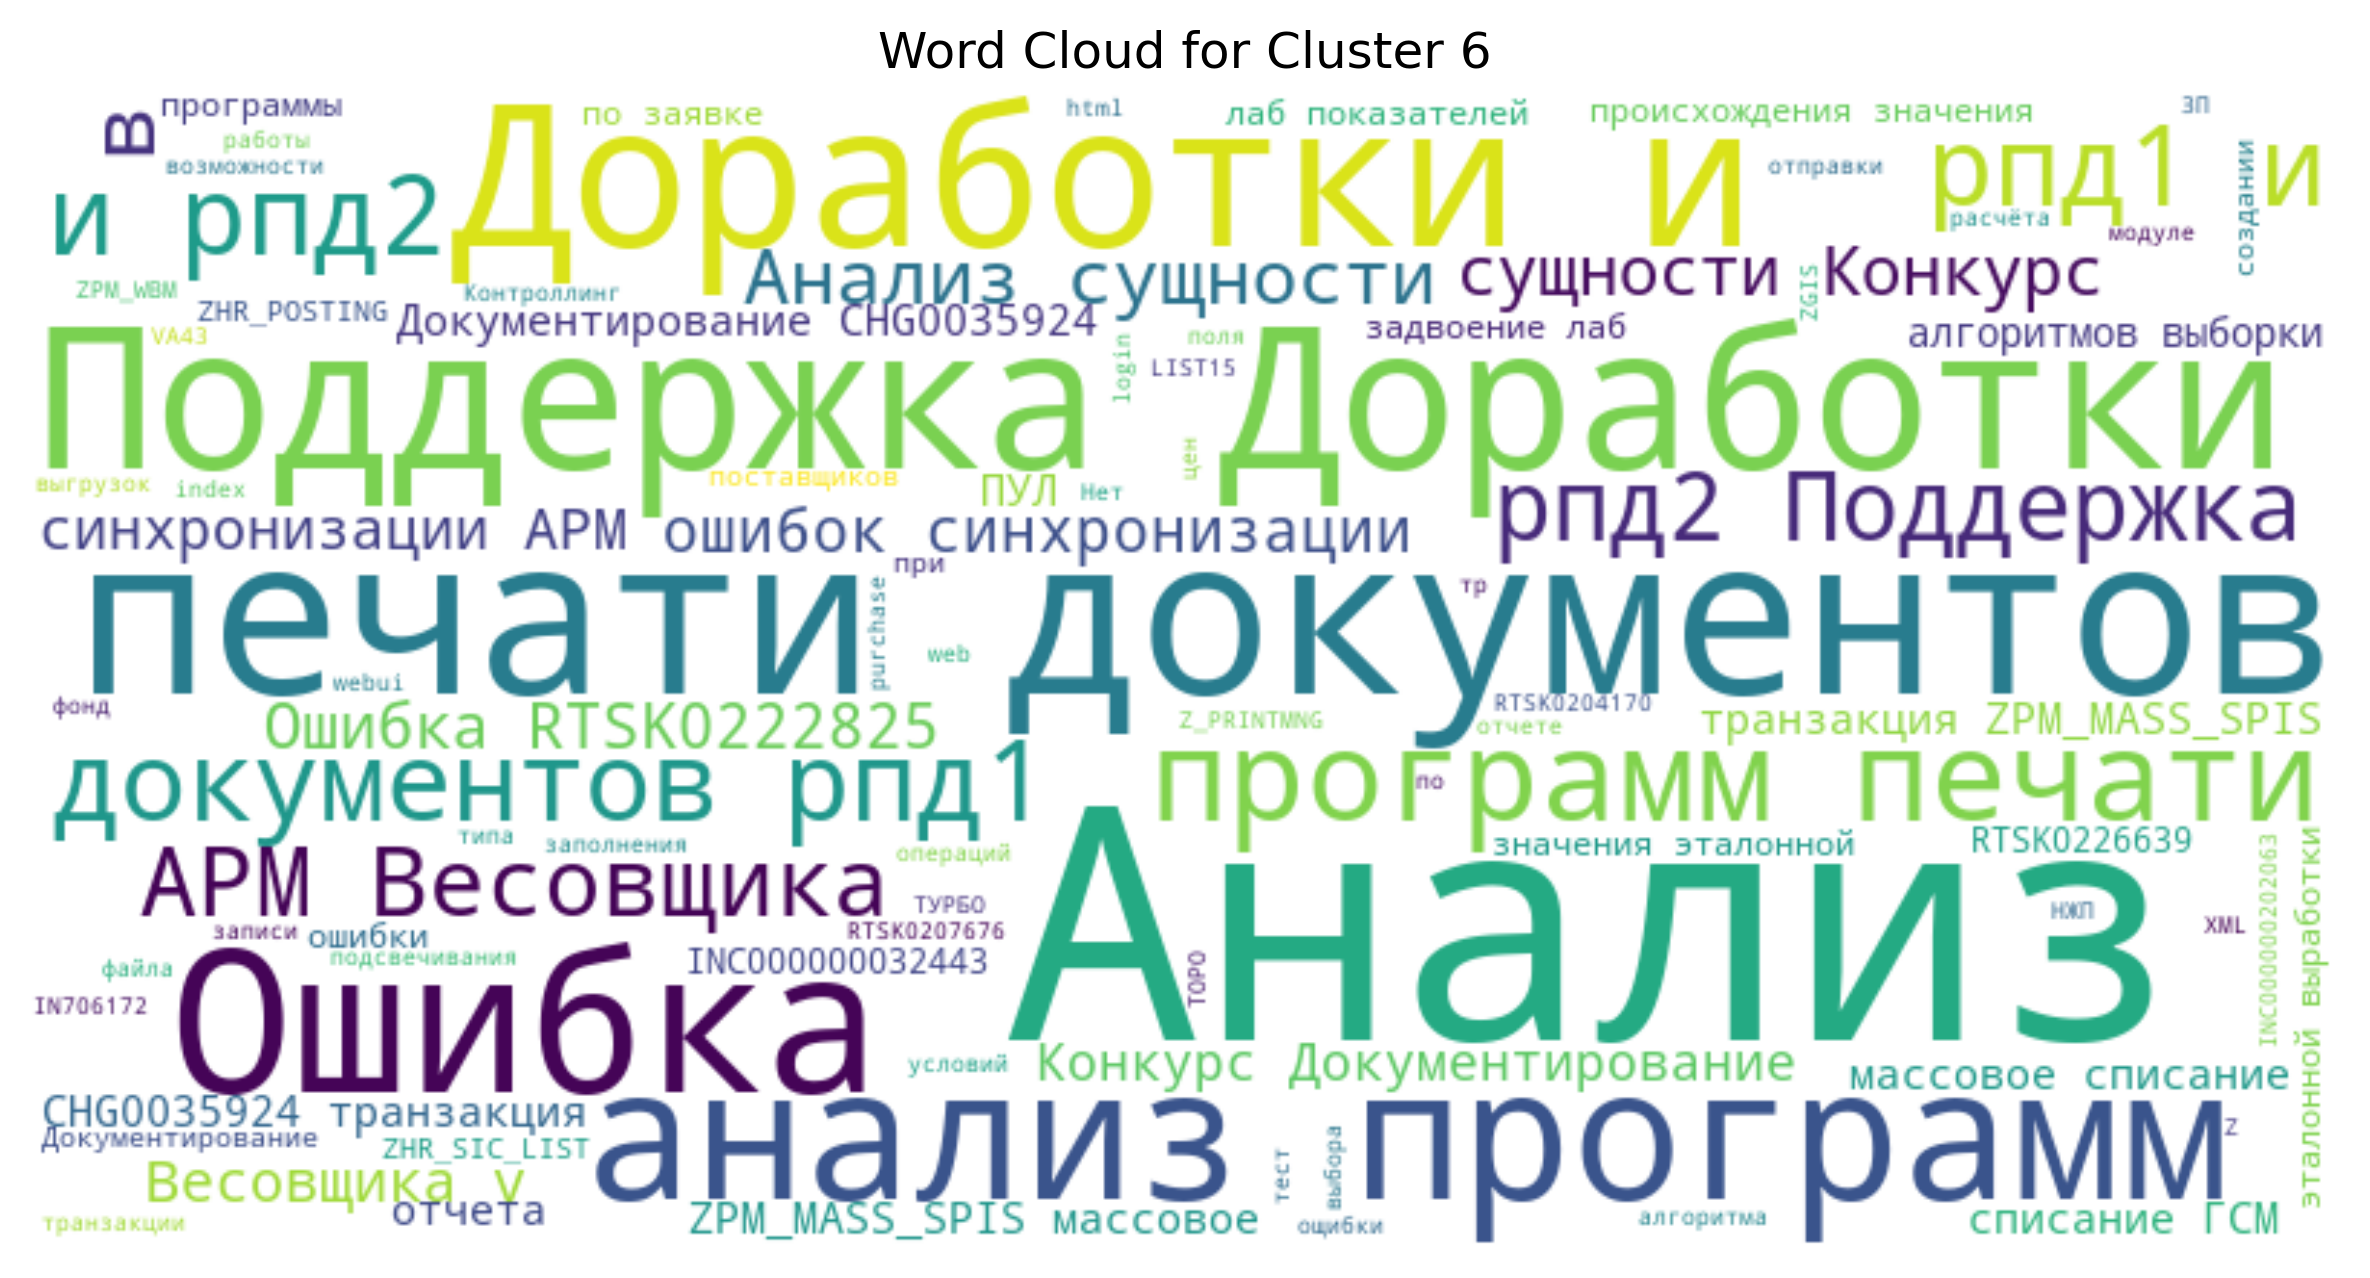 Word Cloud for Cluster 6
В
программы
работы
возможности
по заявке
html
лаб показателей
происхождения значения
ЗП
Доработки и
отправки
рпд1 и
расчёта
модуле
создании
и рпд2
Анализ сущности
сущности Конкурс
ZPM_WBM
ZHR_POSTING
Контроллинг
Документирование CHG0035924
ZGIS
VA43
login
поля
LIST15
задвоение лаб
алгоритмов выборки
Поддержка
Доработки
цен
выгрузок
index
поставщиков
ПУЛ
Нет
рпд2 Поддержка
синхронизации АРМ
ошибок синхронизации
при
тр
печати документов
purchase
web
webui
фонд
Ошибка RTSK0222825
Z_PRINTMNG
RTSK0204170
отчете
транзакция ZPM_MASS_SPIS
документов рпд1
программ печати
по
типа
заполнения
операций
значения эталонной
RTSK0226639
АРМ Весовщика
ТУРБО
Анализ
НЖП
XML
INC000000202063
эталонной выработки
записи
ошибки
подсвечивания
RTSK0207676
файла
INC000000032443
ТОРО
IN706172
Ошибка
условий
Конкурс Документирование
массовое списание
CHG0035924 транзакция
Документирование
ZHR_SIC_LIST
анализ программ
Z
Весовщика v
тест
выбора
отчета
транзакции
ZPM_MASS_SPIS массовое
ощибки
алгоритма
списание ГСМ